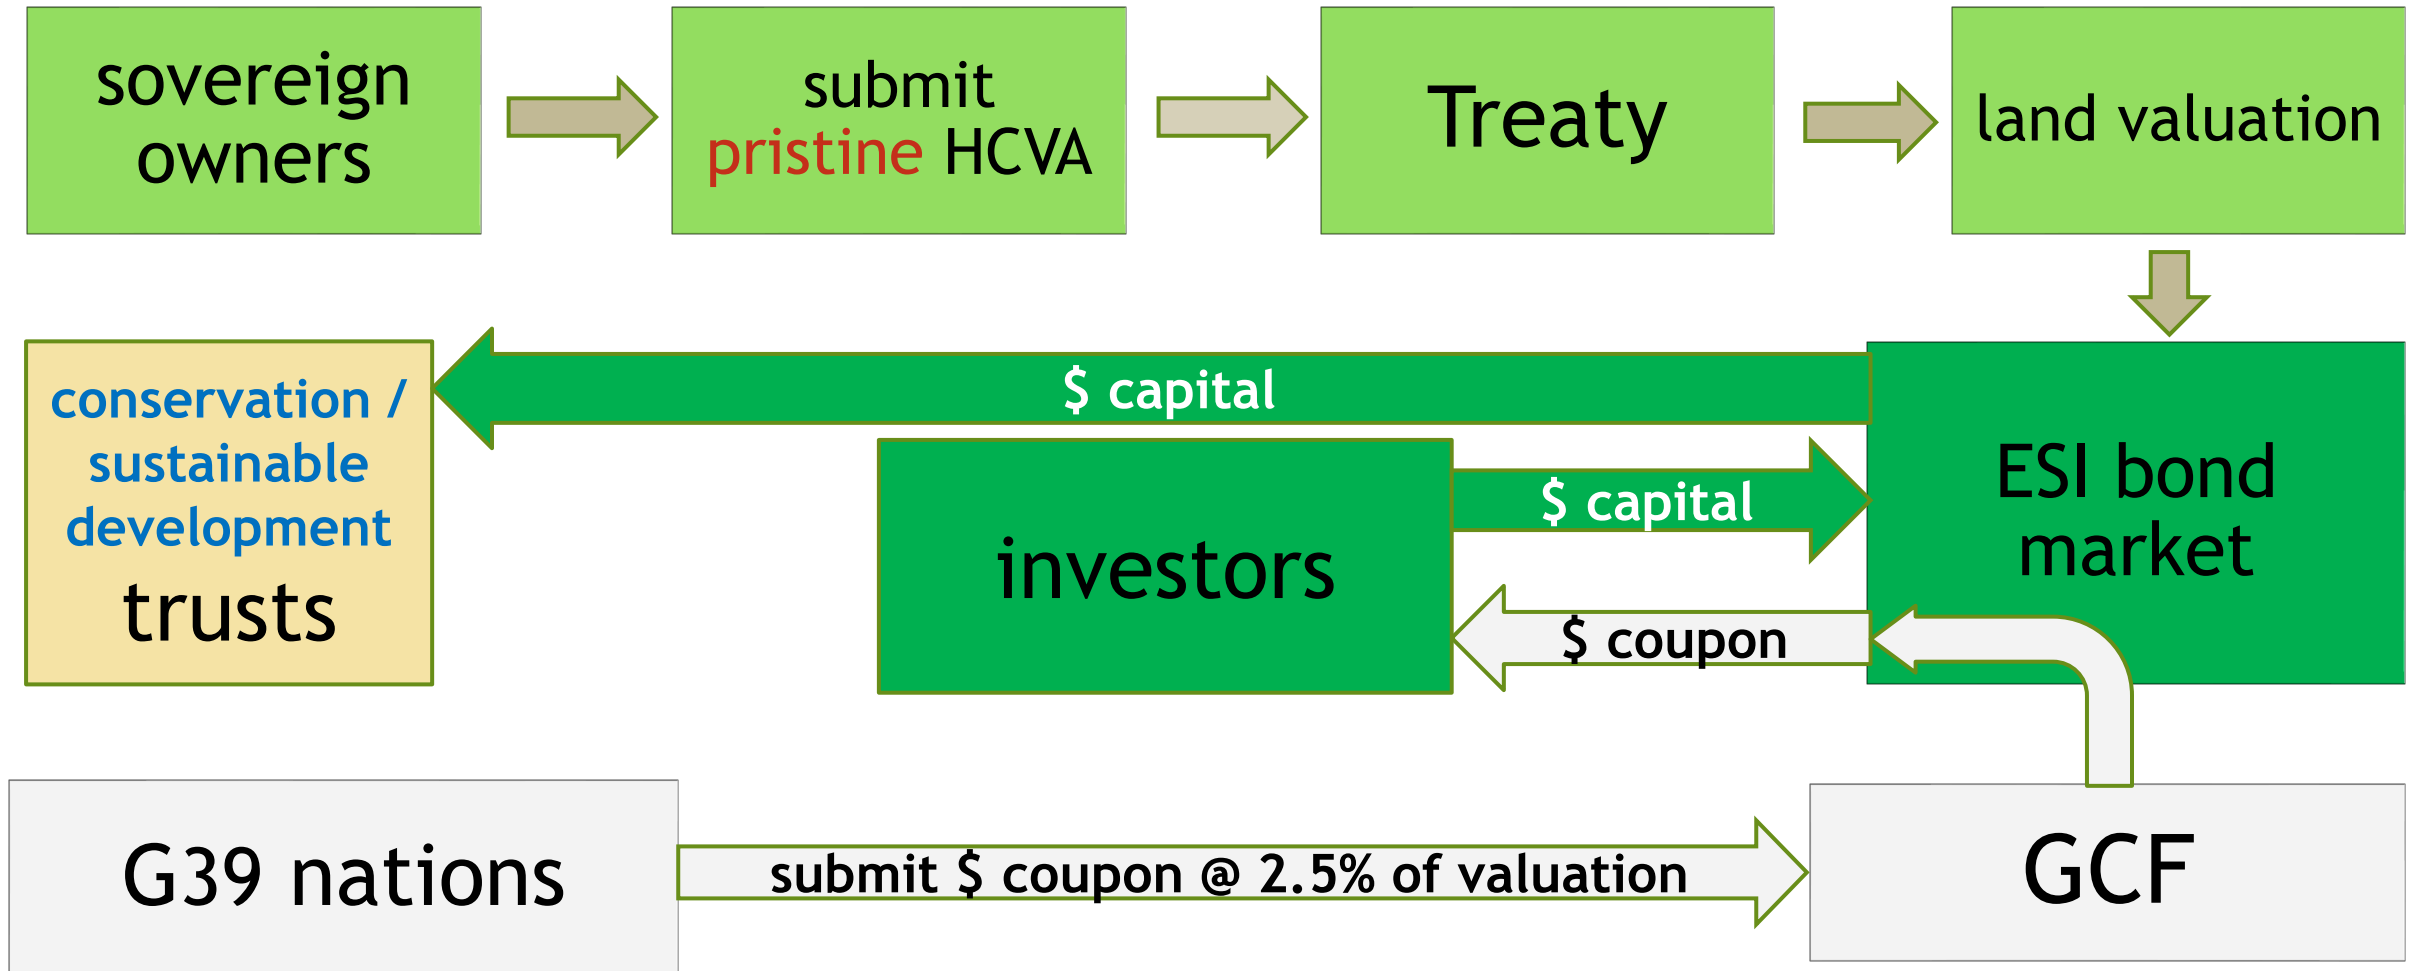 sovereign
owners
submit
pristine HCVA
Treaty
land valuation
conservation /
sustainable
development
trusts
$ capital
investors
$ capital
$ coupon
ESI bond
market
G39 nations
submit $ coupon @ 2.5% of valuation
GCF